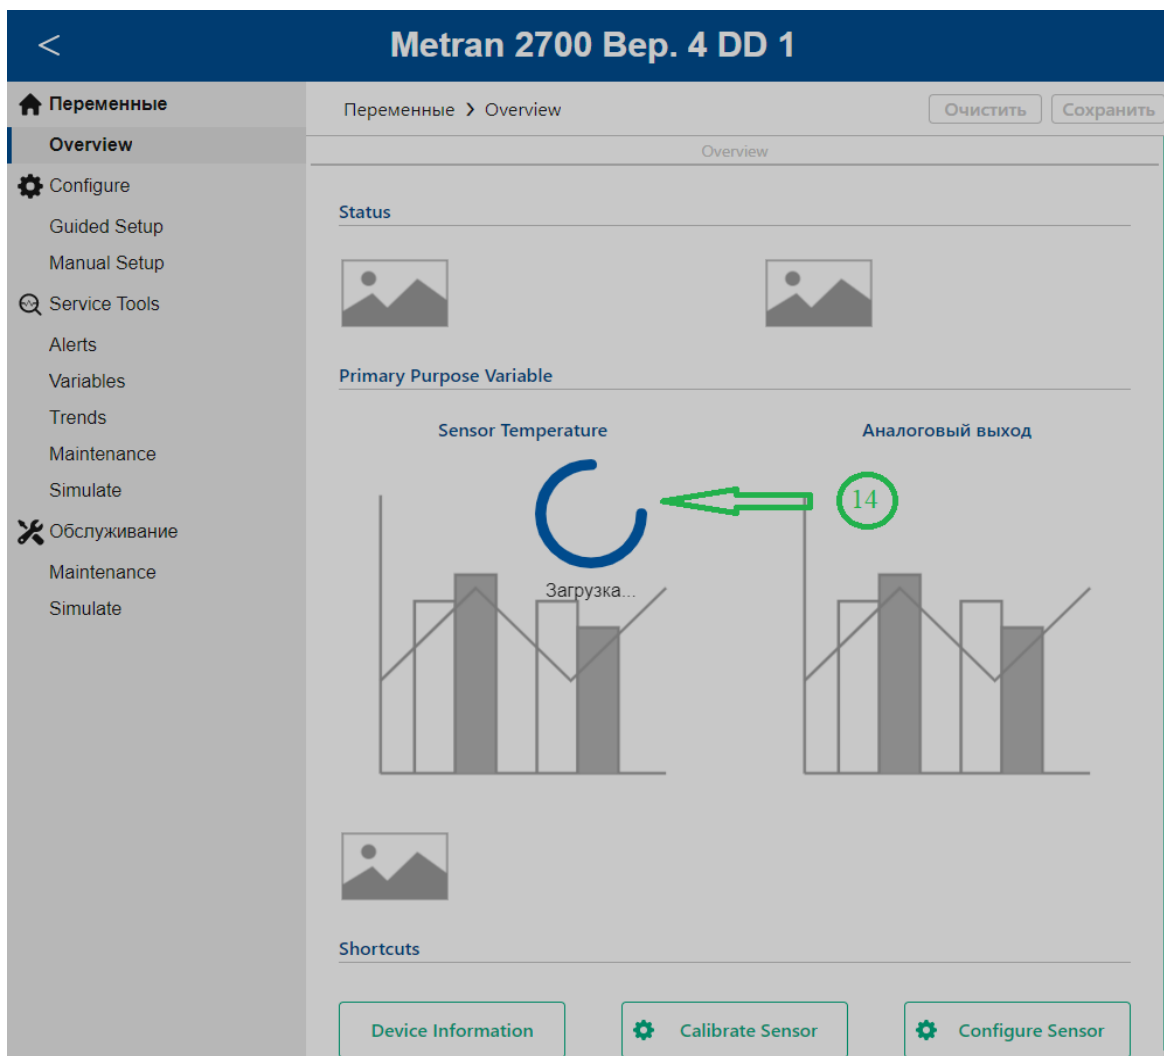 <
Metran 2700 Вер. 4 DD 1
Переменные
Overview
Configure
Guided Setup
Manual Setup
Service Tools
Alerts
Variables
Trends
Maintenance
Simulate
Обслуживание
Maintenance
Simulate
Переменные > Overview
Очистить
Сохранить
Overview
Status
Primary Purpose Variable
Sensor Temperature
Аналоговый выход
14
Загрузка...
Shortcuts
Device Information
Calibrate Sensor
Configure Sensor